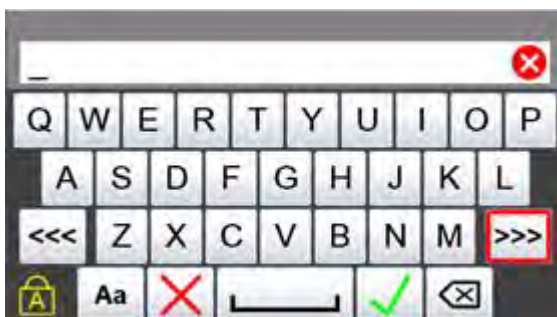 _
Q W E R T Y U I O P
A S D F G H J K L
<<< Z X C V B N M >>>
A Aa